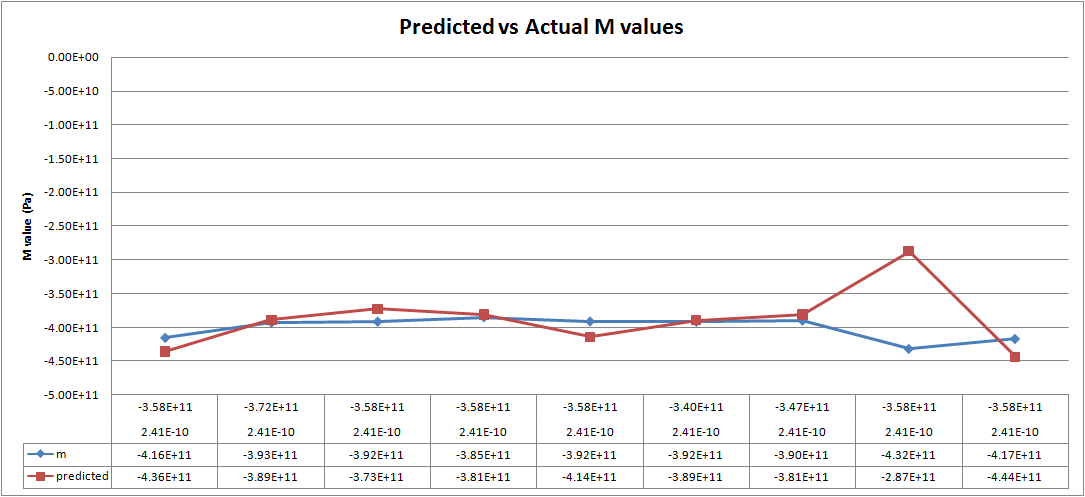 Predicted vs Actual M values
M value (Pa)
0.00E+00
-5.00E+10
-1.00E+11
-1.50E+11
-2.00E+11
-2.50E+11
-3.00E+11
-3.50E+11
-4.00E+11
-4.50E+11
-5.00E+11
-3.58E+11 -3.72E+11 -3.58E+11 -3.58E+11 -3.58E+11 -3.40E+11 -3.47E+11 -3.58E+11 -3.58E+11
2.41E-10 2.41E-10 2.41E-10 2.41E-10 2.41E-10 2.41E-10 2.41E-10 2.41E-10 2.41E-10
m -4.16E+11 -3.93E+11 -3.92E+11 -3.85E+11 -3.92E+11 -3.92E+11 -3.90E+11 -4.32E+11 -4.17E+11
predicted -4.36E+11 -3.89E+11 -3.73E+11 -3.81E+11 -4.14E+11 -3.89E+11 -3.81E+11 -2.87E+11 -4.44E+11